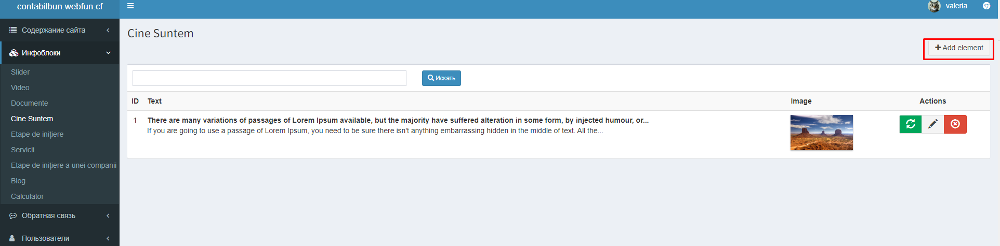 contabilbun.webfun.cf
valeria
Содержание сайта
Инфоблоки
Slider
Video
Documente
Cine Suntem
Etape de inițiere
Servicii
Etape de inițiere a unei companii
Blog
Calculator
Обратная связь
Пользователи
Cine Suntem
Add element
Искать
ID Text Image Actions
1 There are many variations of passages of Lorem Ipsum available, but the majority have suffered alteration in some form, by injected humour, or...
If you are going to use a passage of Lorem Ipsum, you need to be sure there isn't anything embarrassing hidden in the middle of text. All the...